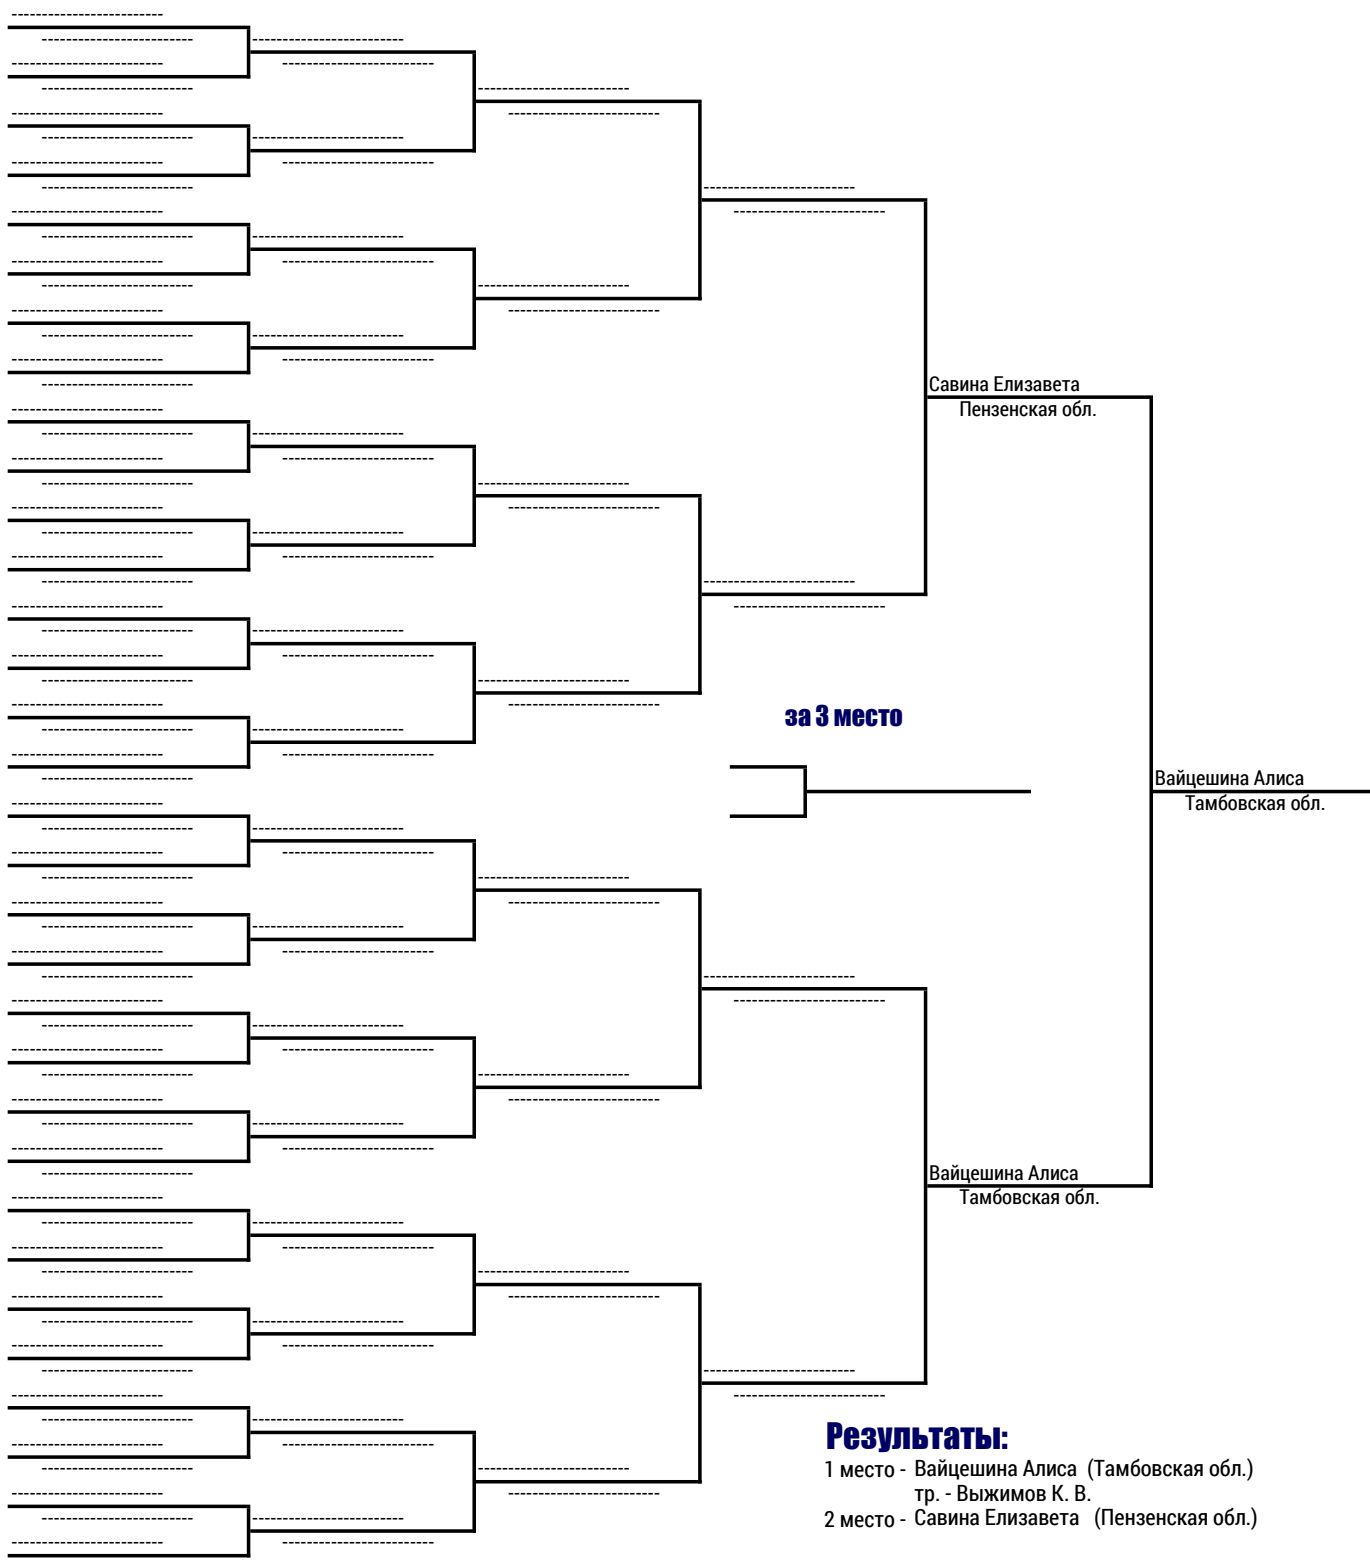 Савина Елизавета
Пензенская обл.
за 3 место
Вайцешина Алиса
Тамбовская обл.
Вайцешина Алиса
Тамбовская обл.
Результаты:
1 место - Вайцешина Алиса (Тамбовская обл.)
тр. - Выжимов К. В.
2 место - Савина Елизавета (Пензенская обл.)